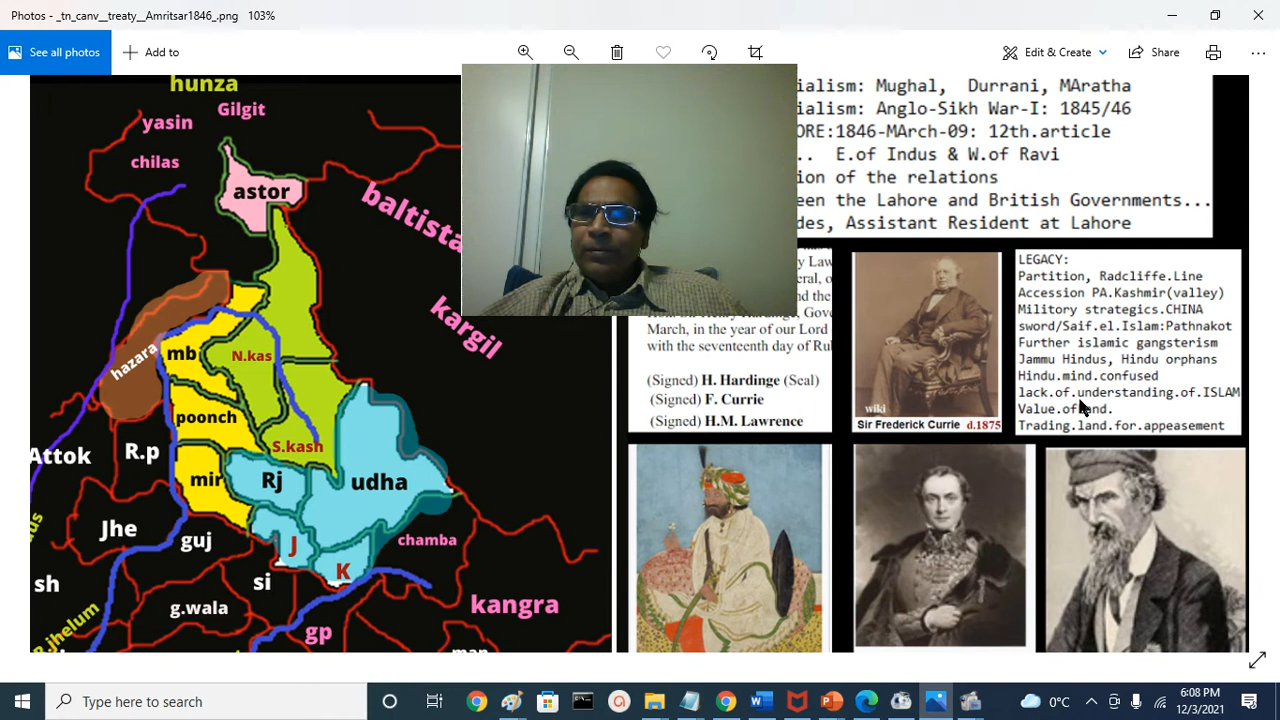 Photos - _tn_canv__treaty__Amritsar1846_.png   103%
See all photos
Add to
Edit & Create
Share
hunza
Gilgit
yasin
chilas
astor
baltista
kargil
hazara
mb
N.kas
poonch
S.kash
Attok
R.p
mir
Rj
udha
Jhe
guj
J
chamba
K
sh
si
g.wala
kangra
gp
R.jhelum
us
ialism: Mughal, Durrani, MAratha
ialism: Anglo-Sikh War-I: 1845/46
ORE:1846-MArch-09: 12th.article
.. E.of Indus & W.of Ravi
ion of the relations
een the Lahore and British Governments...
des, Assistant Resident at Lahore
y Law
eral, o
nd the
March, in the year of our Lord
with the seventeenth day of Ru
(Signed) H. Hardinge (Seal)
(Signed) F. Currie
(Signed) H.M. Lawrence
wiki
Sir Frederick Currie d.1875
LEGACY:
Partition, Radcliffe.Line
Accession PA.Kashmir(valley)
Military strategics.CHINA
sword/Saif.el.Islam:Pathnakot
Further islamic gangsterism
Jammu Hindus, Hindu orphans
Hindu.mind.confused
lack.of.understanding.of.ISLAM
Value.of.land.
Trading.land.for.appeasement
Type here to search
0°C
6:08 PM
12/3/2021